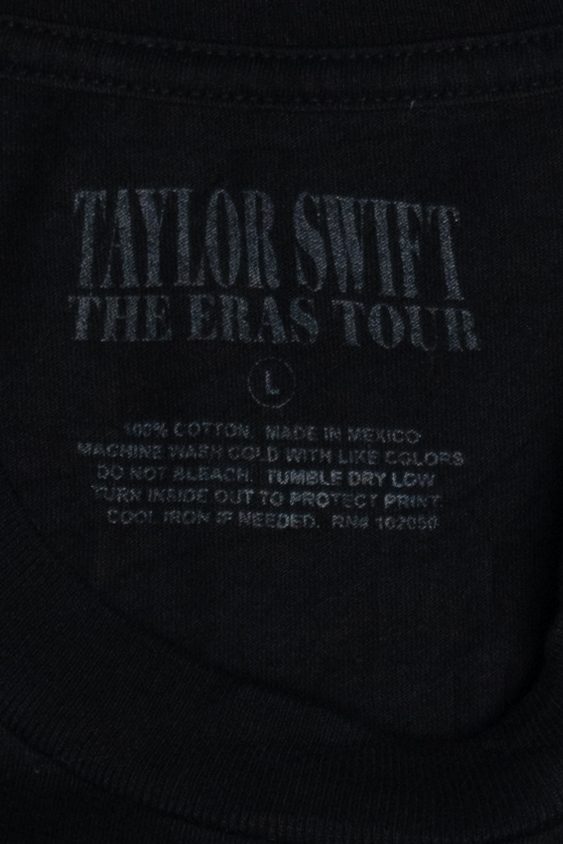 TAYLOR SWIFT
THE ERAS TOUR
L
100% COTTON. MADE IN MEXICO
MACHINE WASH COLD WITH LIKE COLORS
DO NOT BLEACH. TUMBLE DRY LOW
TURN INSIDE OUT TO PROTECT PRINT
COOL IRON IF NEEDED. RN# 102050